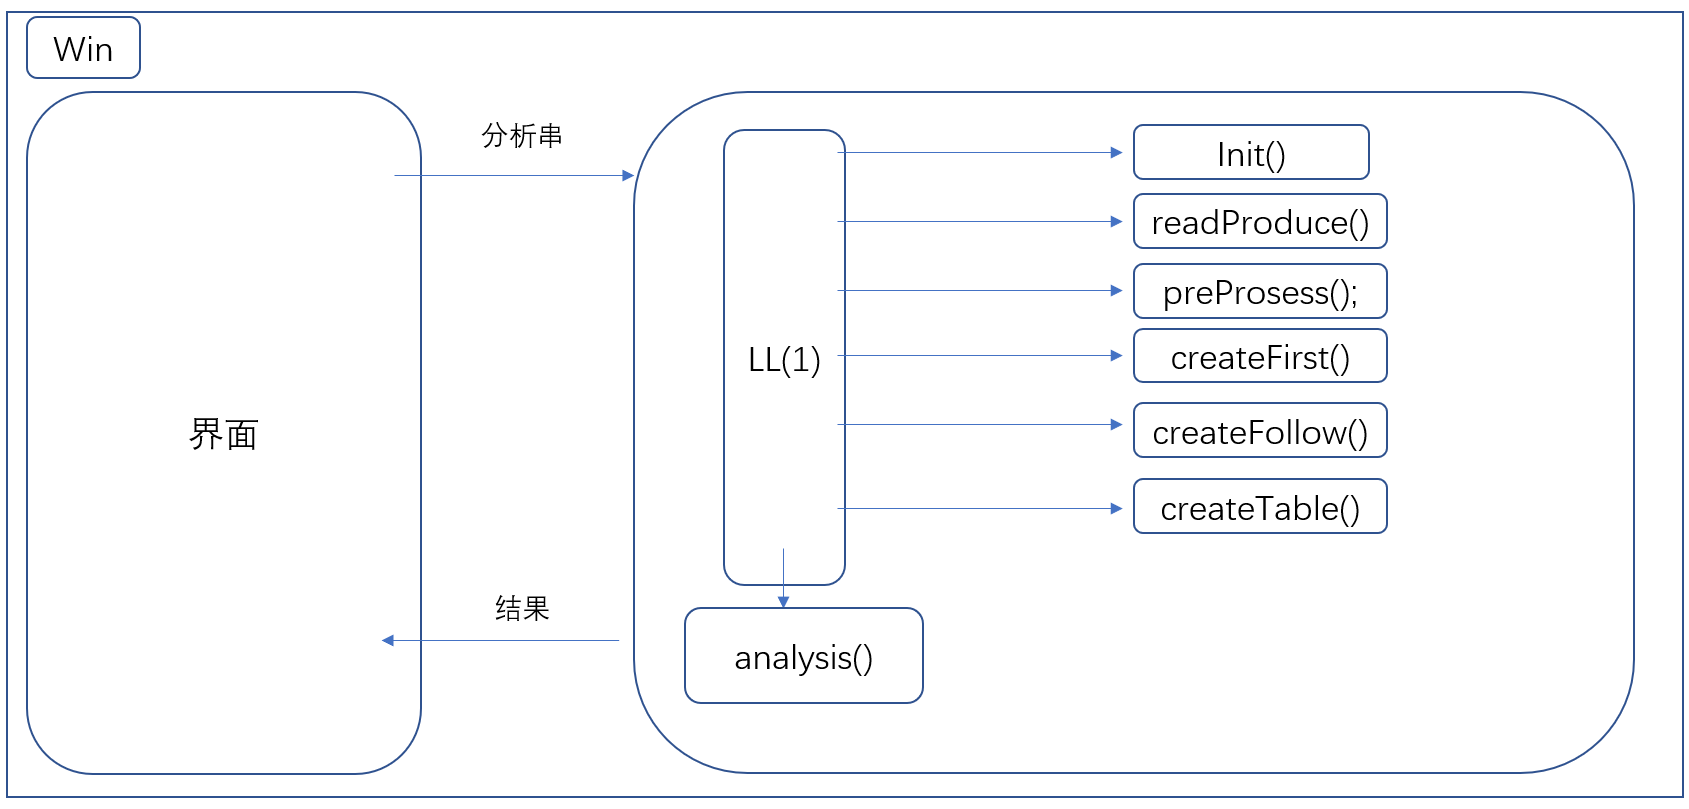 Win
界面
分析串
结果
LL(1)
Init()
readProduce()
preProsess();
createFirst()
createFollow()
createTable()
analysis()